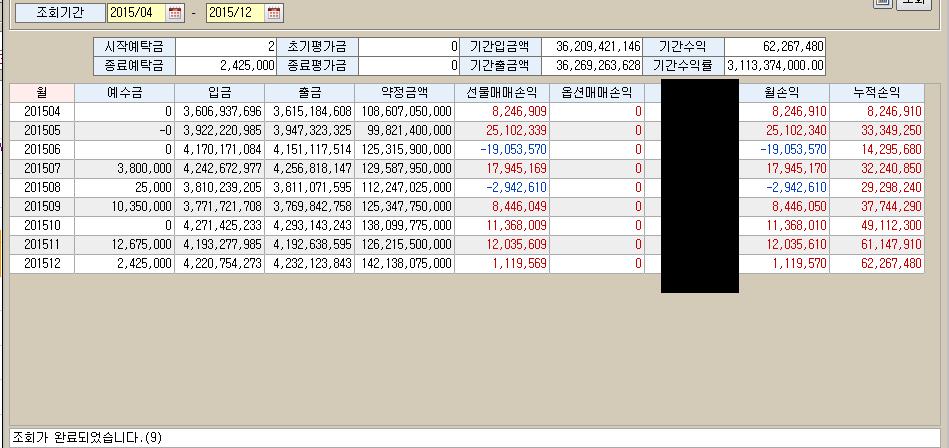 조회기간 2015/04 - 2015/12
시작예탁금 2 초기평가금 0 기간입금액 36,209,421,146 기간수익 62,267,480
종료예탁금 2,425,000 종료평가금 0 기간출금액 36,269,263,628 기간수익률 3,113,374,000.00
월 예수금 입금 출금 약정금액 선물매매손익 옵션매매손익 월손익 누적손익
201504 0 3,606,937,696 3,615,184,608 108,607,050,000 8,246,909 0 8,246,910 8,246,910
201505 -0 3,922,220,985 3,947,323,325 99,821,400,000 25,102,339 0 25,102,340 33,349,250
201506 0 4,170,171,084 4,151,117,514 125,315,900,000 -19,053,570 0 -19,053,570 14,295,680
201507 3,800,000 4,242,672,977 4,256,818,147 129,587,950,000 17,945,169 0 17,945,170 32,240,850
201508 25,000 3,810,239,205 3,811,071,595 112,247,025,000 -2,942,610 0 -2,942,610 29,298,240
201509 10,350,000 3,771,721,708 3,769,842,758 125,347,750,000 8,446,049 0 8,446,050 37,744,290
201510 0 4,271,425,233 4,293,143,243 138,099,775,000 11,368,009 0 11,368,010 49,112,300
201511 12,675,000 4,193,277,985 4,192,638,595 126,215,500,000 12,035,609 0 12,035,610 61,147,910
201512 2,425,000 4,220,754,273 4,232,123,843 142,138,075,000 1,119,569 0 1,119,570 62,267,480
조회가 완료되었습니다.(9)